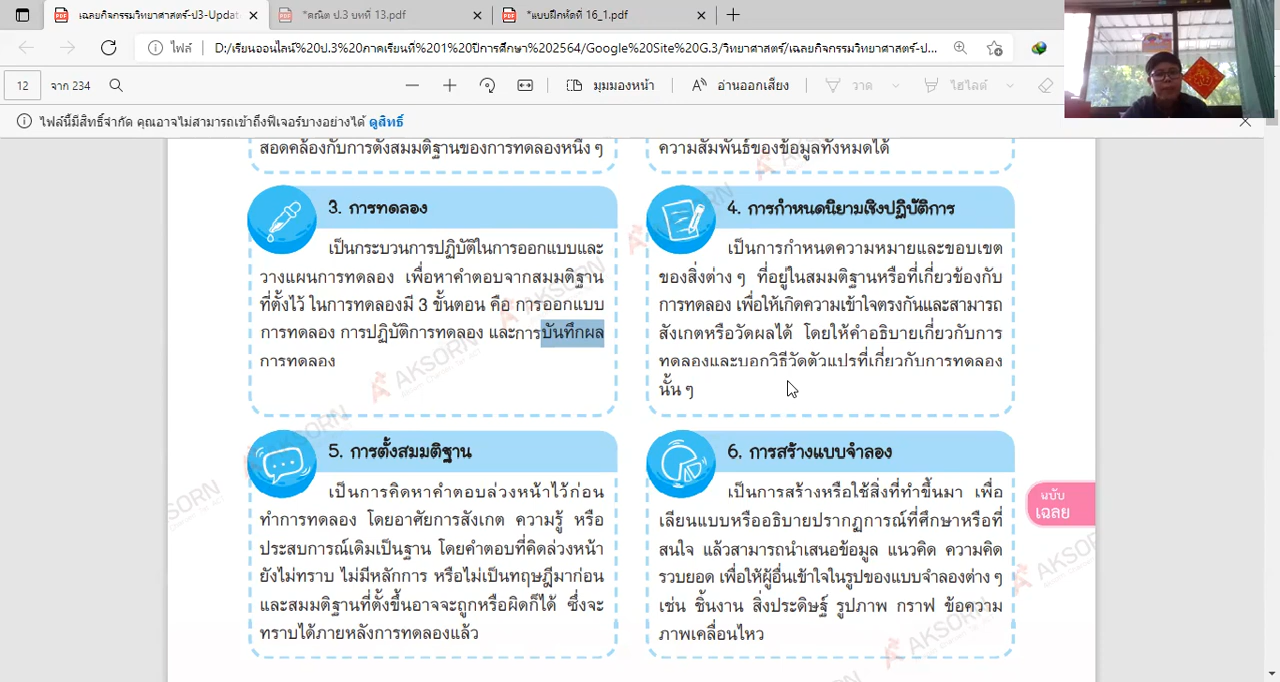 เฉลยกิจกรรมวิทยาศาสตร์-ป3-Updat
*คณิต ป.3 บทที่ 13.pdf
*แบบฝึกหัดที่ 16_1.pdf
ไฟล์
D:/เรียนออนไลน์%20ป.3%20ภาคเรียนที่%201%20ปีการศึกษา%202564/Google%20Site%20G.3/วิทยาศาสตร์/เฉลยกิจกรรมวิทยาศาสตร์-ป...
12
จาก 234
มุมมองหน้า
อ่านออกเสียง
วาด
ไฮไลต์
ไฟล์นี้มีสิทธิ์จำกัด คุณอาจไม่สามารถเข้าถึงฟีเจอร์บางอย่างได้ ดูสิทธิ์
สอดคล้องกับการตั้งสมมติฐานของการทดลองหนึ่ง ๆ
ความสัมพันธ์ของข้อมูลทั้งหมดได้
3. การทดลอง
เป็นกระบวนการปฏิบัติในการออกแบบและ
วางแผนการทดลอง เพื่อหาคำตอบจากสมมติฐาน
ที่ตั้งไว้ ในการทดลองมี 3 ขั้นตอน คือ การออกแบบ
การทดลอง การปฏิบัติการทดลอง และการบันทึกผล
การทดลอง
4. การกำหนดนิยามเชิงปฏิบัติการ
เป็นการกำหนดความหมายและขอบเขต
ของสิ่งต่าง ๆ ที่อยู่ในสมมติฐานหรือที่เกี่ยวข้องกับ
การทดลอง เพื่อให้เกิดความเข้าใจตรงกันและสามารถ
สังเกตหรือวัดผลได้ โดยให้คำอธิบายเกี่ยวกับการ
ทดลองและบอกวิธีวัดตัวแปรที่เกี่ยวกับการทดลอง
นั้น ๆ
5. การตั้งสมมติฐาน
เป็นการคิดหาคำตอบล่วงหน้าไว้ก่อน
ทำการทดลอง โดยอาศัยการสังเกต ความรู้ หรือ
ประสบการณ์เดิมเป็นฐาน โดยคำตอบที่คิดล่วงหน้า
ยังไม่ทราบ ไม่มีหลักการ หรือไม่เป็นทฤษฎีมาก่อน
และสมมติฐานที่ตั้งขึ้นอาจจะถูกหรือผิดก็ได้ ซึ่งจะ
ทราบได้ภายหลังการทดลองแล้ว
6. การสร้างแบบจำลอง
เป็นการสร้างหรือใช้สิ่งที่ทำขึ้นมา เพื่อ
เลียนแบบหรืออธิบายปรากฏการณ์ที่ศึกษาหรือที่
สนใจ แล้วสามารถนำเสนอข้อมูล แนวคิด ความคิด
รวบยอด เพื่อให้ผู้อื่นเข้าใจในรูปของแบบจำลองต่าง ๆ
เช่น ชิ้นงาน สิ่งประดิษฐ์ รูปภาพ กราฟ ข้อความ
ภาพเคลื่อนไหว
ฉบับ
เฉลย
AKSORN
AKSORN
AKSORN
AKSORN
AKSORN
AKSORN
AKSORN